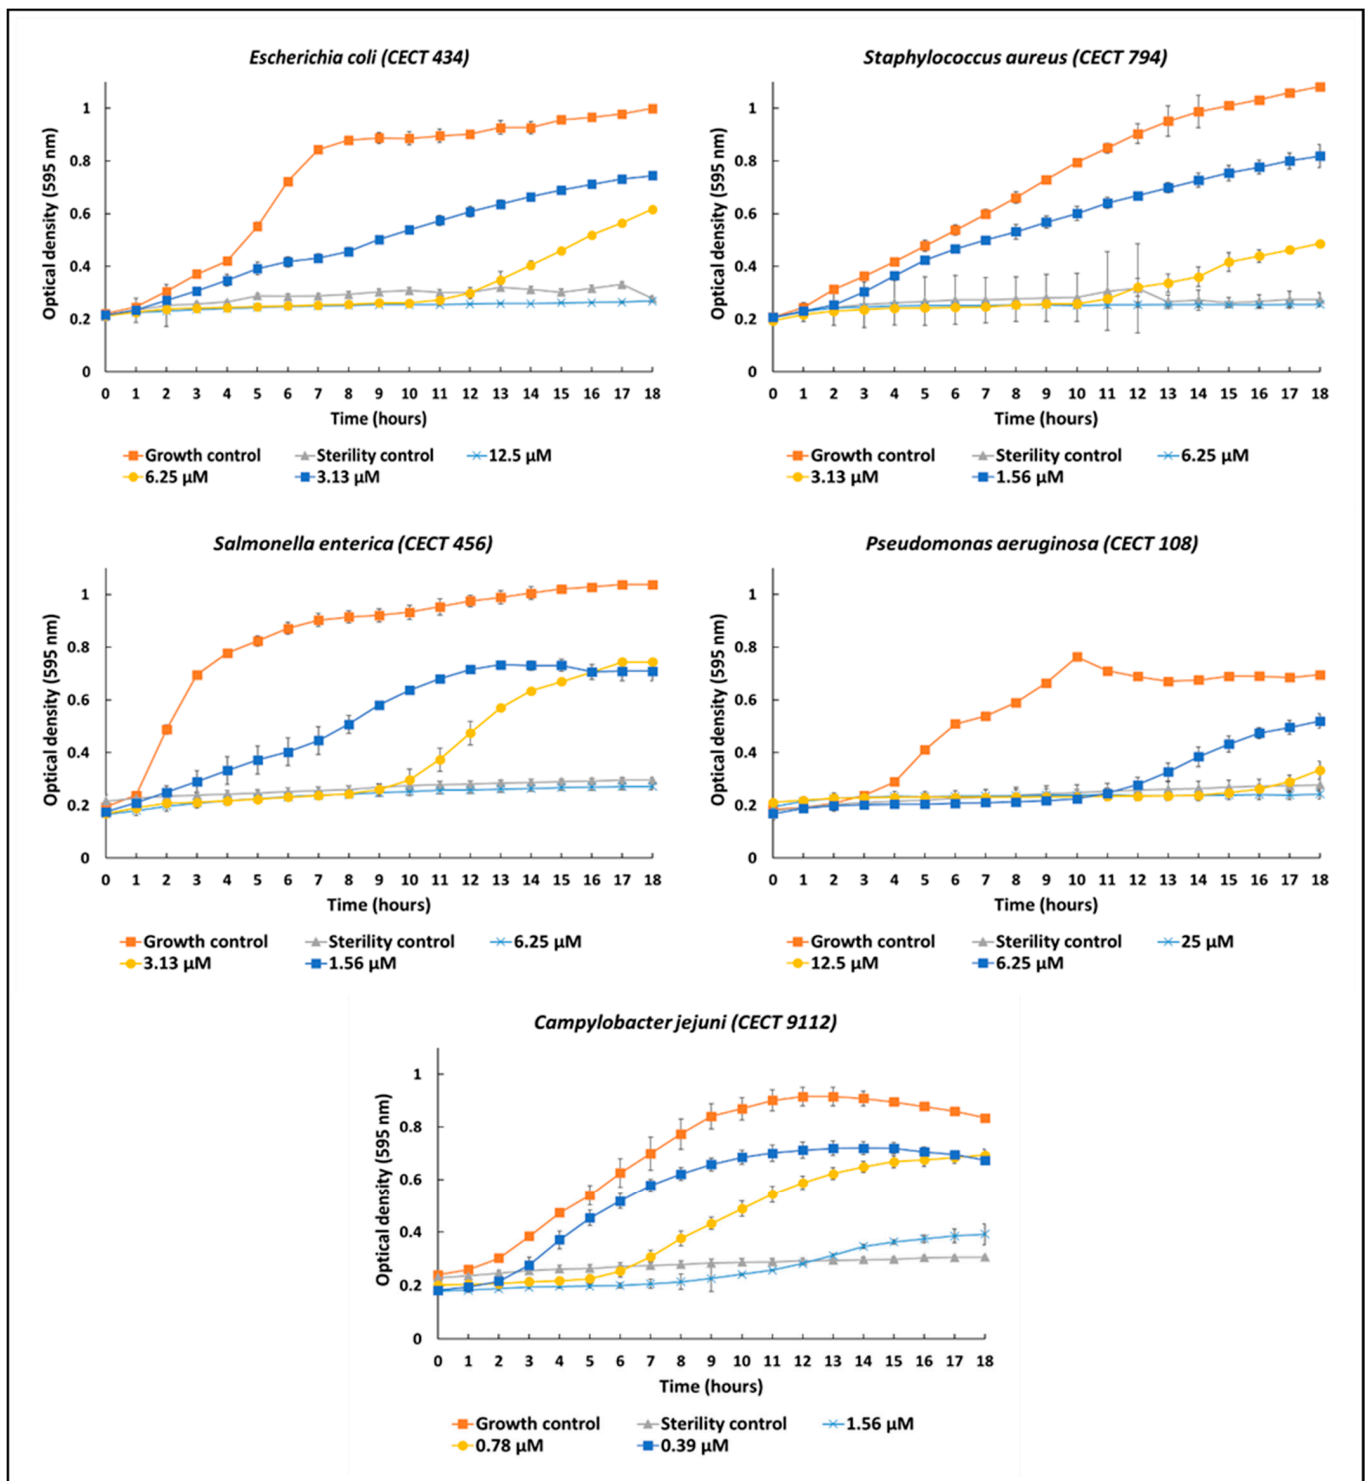 Escherichia coli (CECT 434)
Optical density (595 nm)
1
0.8
0.6
0.4
0.2
0
0 1 2 3 4 5 6 7 8 9 10 11 12 13 14 15 16 17 18
Time (hours)
Growth control Sterility control 12.5 µM
6.25 µM 3.13 µM
Staphylococcus aureus (CECT 794)
Optical density (595 nm)
1
0.8
0.6
0.4
0.2
0
0 1 2 3 4 5 6 7 8 9 10 11 12 13 14 15 16 17 18
Time (hours)
Growth control Sterility control 6.25 µM
3.13 µM 1.56 µM
Salmonella enterica (CECT 456)
Optical density (595 nm)
1
0.8
0.6
0.4
0.2
0
0 1 2 3 4 5 6 7 8 9 10 11 12 13 14 15 16 17 18
Time (hours)
Growth control Sterility control 6.25 µM
3.13 µM 1.56 µM
Pseudomonas aeruginosa (CECT 108)
Optical density (595 nm)
1
0.8
0.6
0.4
0.2
0
0 1 2 3 4 5 6 7 8 9 10 11 12 13 14 15 16 17 18
Time (hours)
Growth control Sterility control 25 µM
12.5 µM 6.25 µM
Campylobacter jejuni (CECT 9112)
Optical density (595 nm)
1
0.8
0.6
0.4
0.2
0
0 1 2 3 4 5 6 7 8 9 10 11 12 13 14 15 16 17 18
Time (hours)
Growth control Sterility control 1.56 µM
0.78 µM 0.39 µM